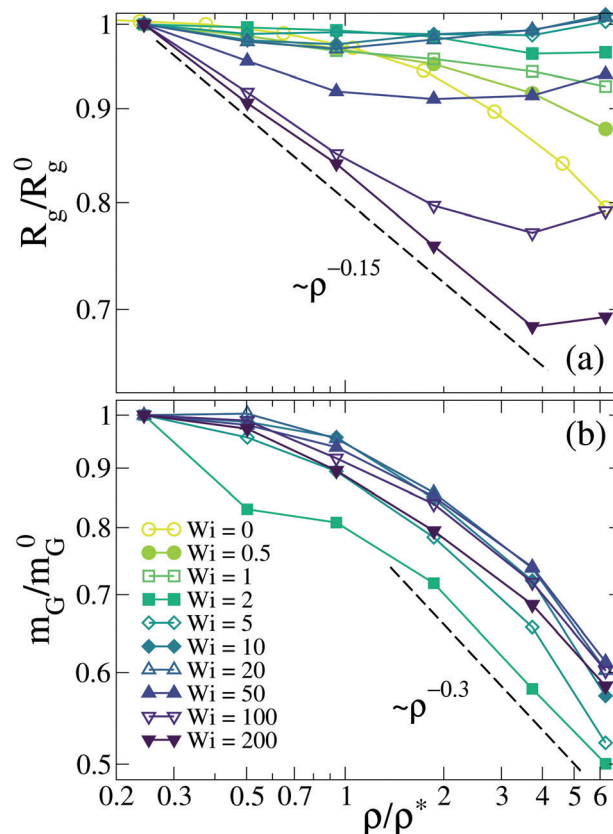 1
0.9
0.8
0.7
R_g/R_g^0
~ρ^−0.15
(a)
1
0.9
0.8
0.7
0.6
0.5
m_G/m_G^0
(b)
Wi = 0
Wi = 0.5
Wi = 1
Wi = 2
Wi = 5
Wi = 10
Wi = 20
Wi = 50
Wi = 100
Wi = 200
~ρ^−0.3
0.2 0.3 0.5 0.7 1 2 3 4 5 6
ρ/ρ*